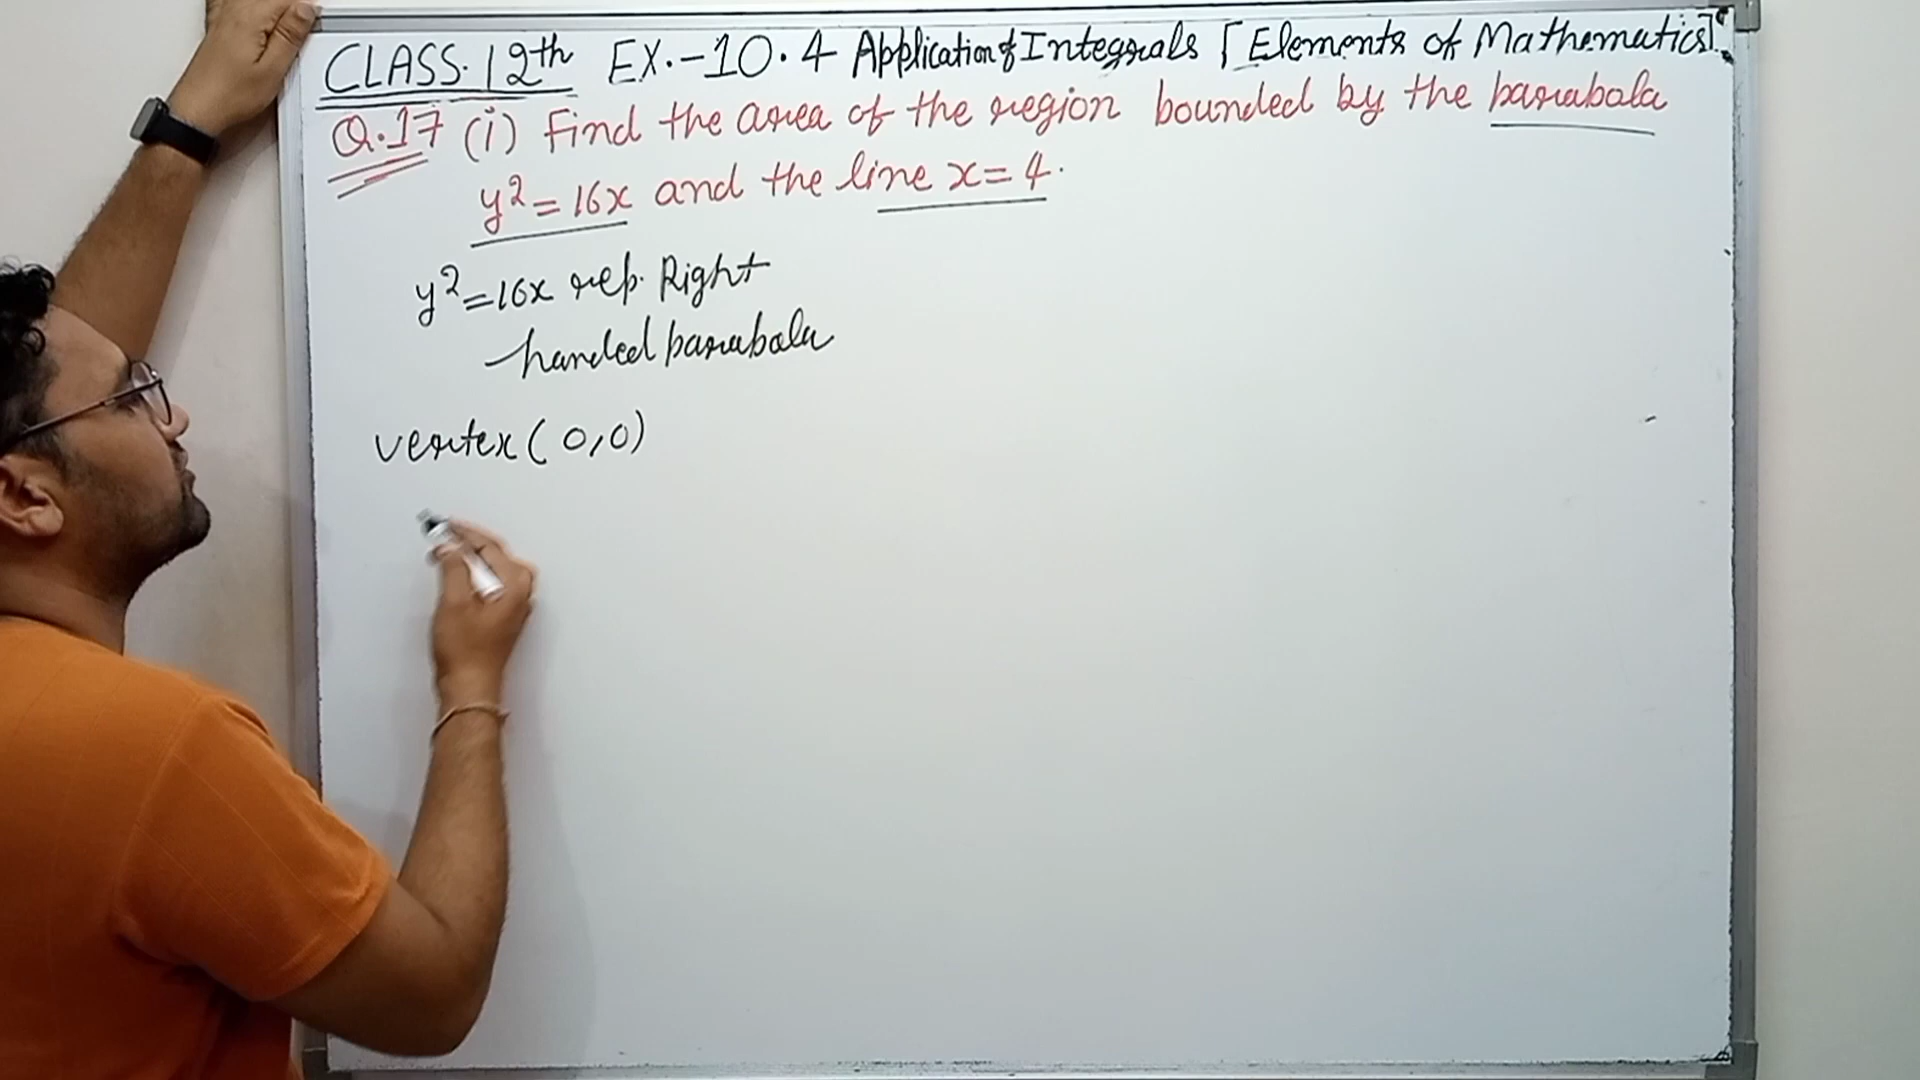 CLASS. 12th EX.-10.4 Application of Integrals [Elements of Mathematics]
Q.17 (i) Find the area of the region bounded by the parabola
y²=16x and the line x=4.
y²=16x rep. Right
handed parabola
vertex (0,0)